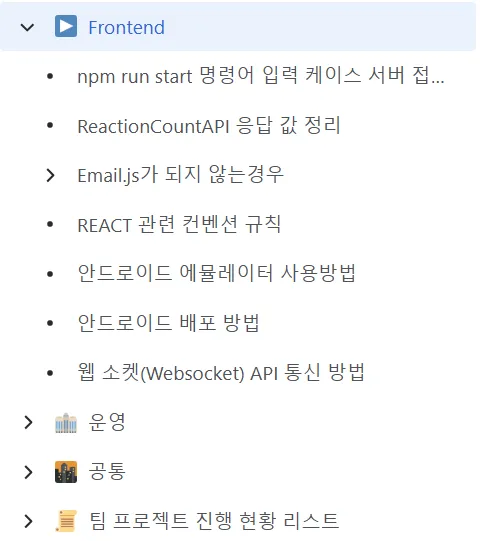 Frontend
npm run start 명령어 입력 케이스 서버 접...
ReactionCountAPI 응답 값 정리
Email.js가 되지 않는경우
REACT 관련 컨벤션 규칙
안드로이드 에뮬레이터 사용방법
안드로이드 배포 방법
웹 소켓(Websocket) API 통신 방법
운영
공통
팀 프로젝트 진행 현황 리스트